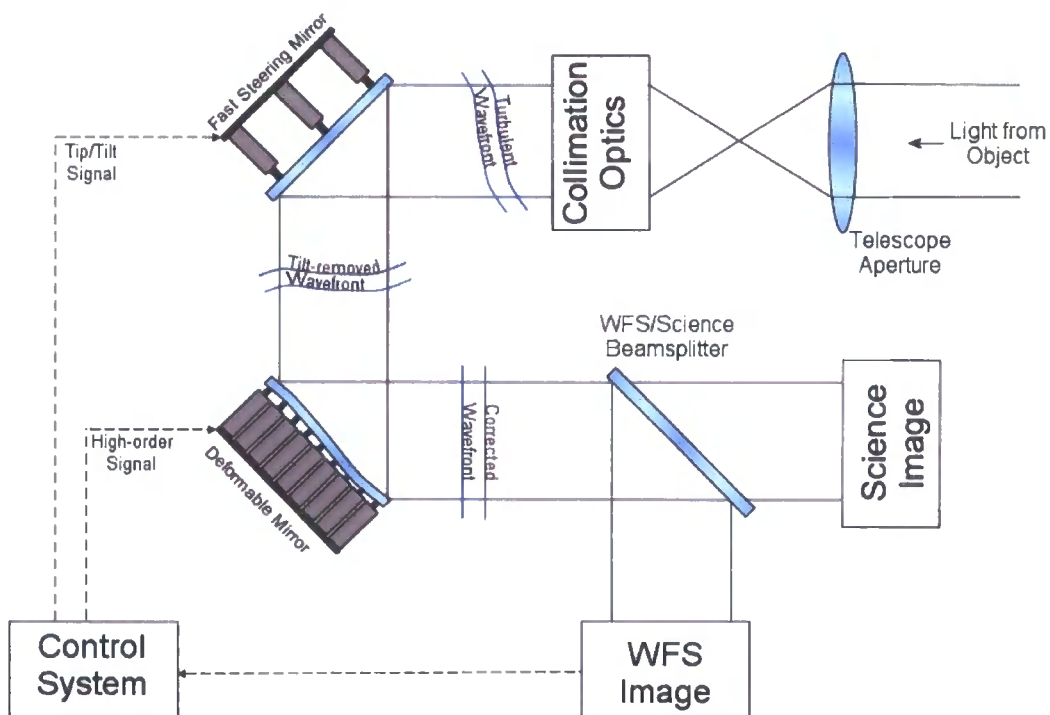 Fast Steering Mirror
Tip/Tilt
Signal
Turbulent
Wavefront
Collimation
Optics
Light from
Object
Telescope
Aperture
Tilt-removed
Wavefront
WFS/Science
Beamsplitter
High-order
Signal
Deformable Mirror
Corrected
Wavefront
Science
Image
Control
System
WFS
Image